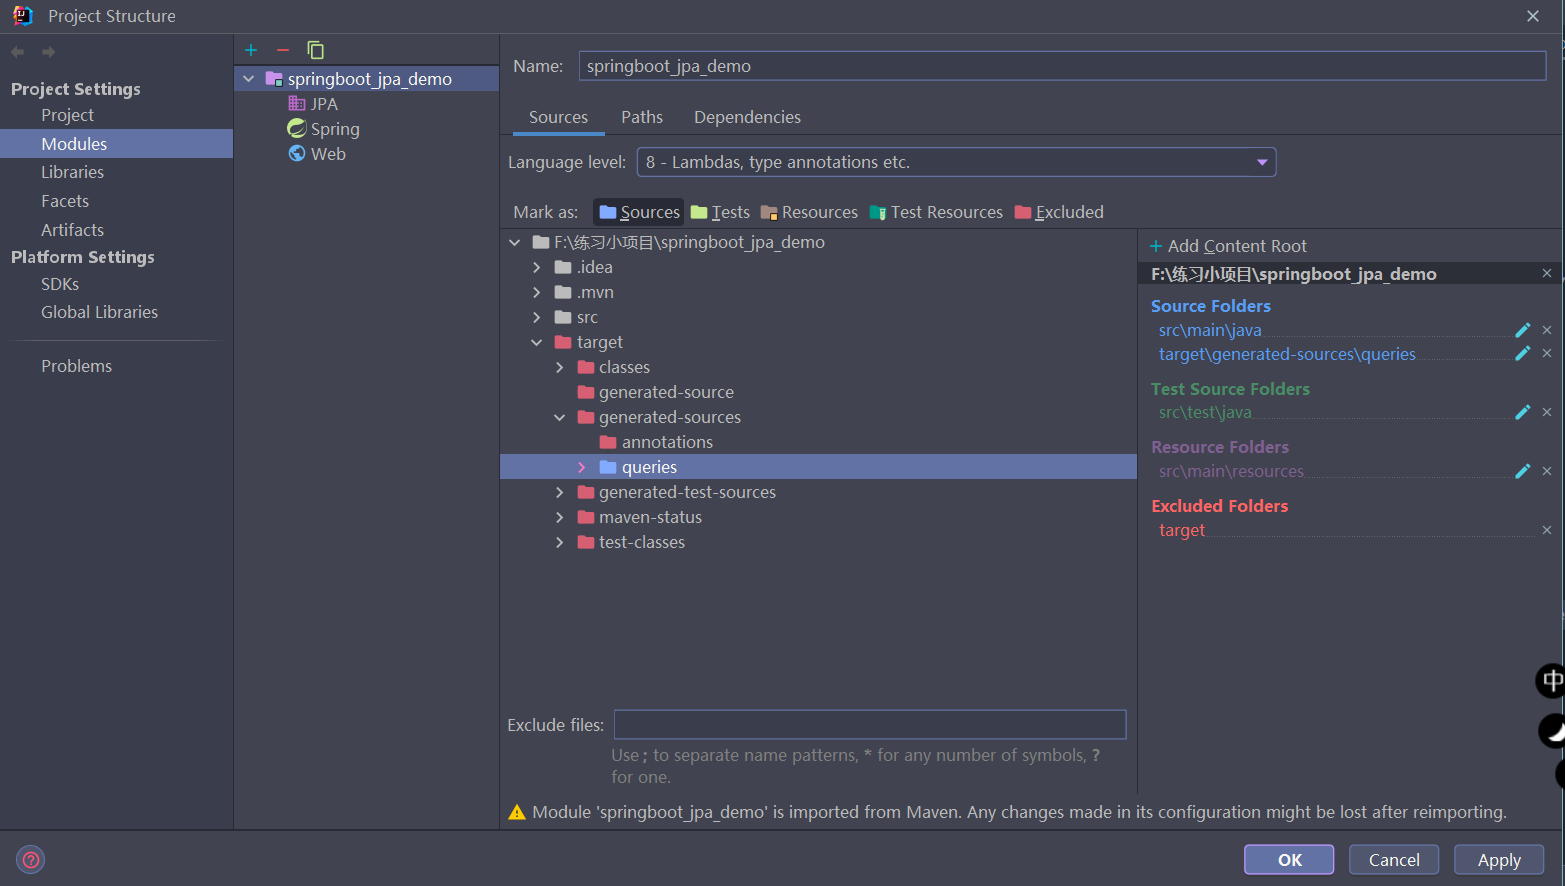 Project Structure
Project Settings
Project
Modules
Libraries
Facets
Artifacts
Platform Settings
SDKs
Global Libraries
Problems
springboot_jpa_demo
JPA
Spring
Web
Name: springboot_jpa_demo
Sources Paths Dependencies
Language level: 8 - Lambdas, type annotations etc.
Mark as: Sources Tests Resources Test Resources Excluded
F:\练习小项目\springboot_jpa_demo
.idea
.mvn
src
target
classes
generated-source
generated-sources
annotations
queries
generated-test-sources
maven-status
test-classes
+ Add Content Root
F:\练习小项目\springboot_jpa_demo
Source Folders
src\main\java
target\generated-sources\queries
Test Source Folders
src\test\java
Resource Folders
src\main\resources
Excluded Folders
target
Exclude files:
Use ; to separate name patterns, * for any number of symbols, ?
for one.
Module 'springboot_jpa_demo' is imported from Maven. Any changes made in its configuration might be lost after reimporting.
OK Cancel Apply
中